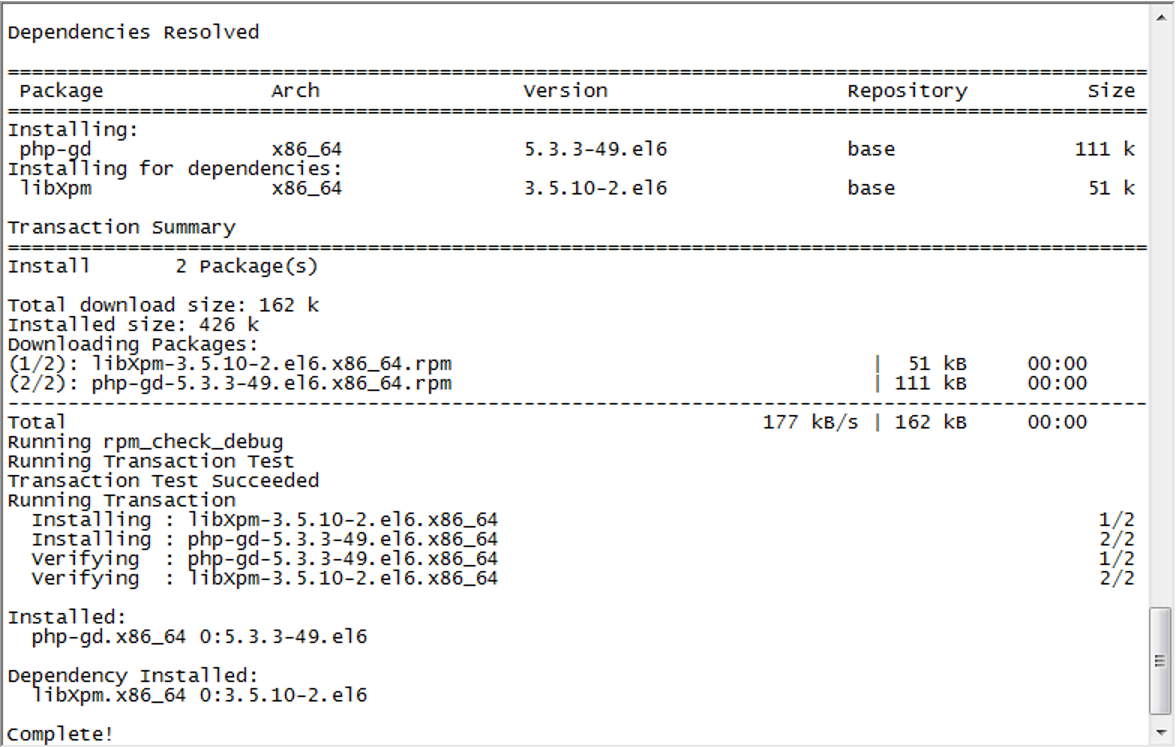 Dependencies Resolved
================================================================================
Package Arch Version Repository Size
================================================================================
Installing:
php-gd x86_64 5.3.3-49.el6 base 111 k
Installing for dependencies:
libXpm x86_64 3.5.10-2.el6 base 51 k
Transaction Summary
================================================================================
Install 2 Package(s)
Total download size: 162 k
Installed size: 426 k
Downloading Packages:
(1/2): libXpm-3.5.10-2.el6.x86_64.rpm | 51 kB 00:00
(2/2): php-gd-5.3.3-49.el6.x86_64.rpm | 111 kB 00:00
--------------------------------------------------------------------------------
Total 177 kB/s | 162 kB 00:00
Running rpm_check_debug
Running Transaction Test
Transaction Test Succeeded
Running Transaction
Installing : libXpm-3.5.10-2.el6.x86_64 1/2
Installing : php-gd-5.3.3-49.el6.x86_64 2/2
Verifying : php-gd-5.3.3-49.el6.x86_64 1/2
Verifying : libXpm-3.5.10-2.el6.x86_64 2/2
Installed:
php-gd.x86_64 0:5.3.3-49.el6
Dependency Installed:
libXpm.x86_64 0:3.5.10-2.el6
Complete!